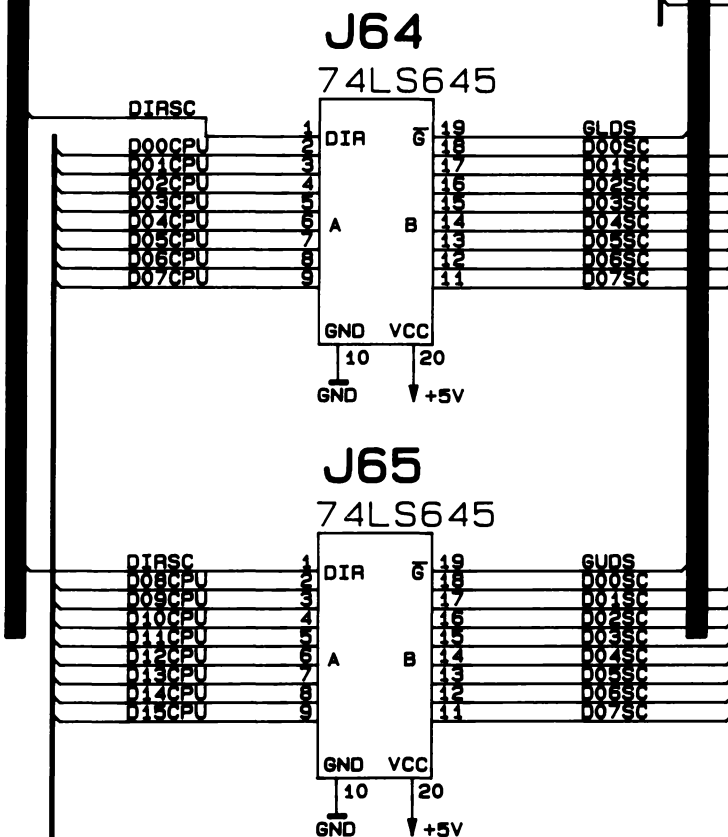 J64
74LS645
DIRSC 1 DIR G 19 GLDS
D00CPU 2 18 D00SC
D01CPU 3 17 D01SC
D02CPU 4 16 D02SC
D03CPU 5 15 D03SC
D04CPU 6 A B 14 D04SC
D05CPU 7 13 D05SC
D06CPU 8 12 D06SC
D07CPU 9 11 D07SC
GND VCC
10 20
GND +5V
J65
74LS645
DIRSC 1 DIR G 19 GUDS
D08CPU 2 18 D00SC
D09CPU 3 17 D01SC
D10CPU 4 16 D02SC
D11CPU 5 15 D03SC
D12CPU 6 A B 14 D04SC
D13CPU 7 13 D05SC
D14CPU 8 12 D06SC
D15CPU 9 11 D07SC
GND VCC
10 20
GND +5V